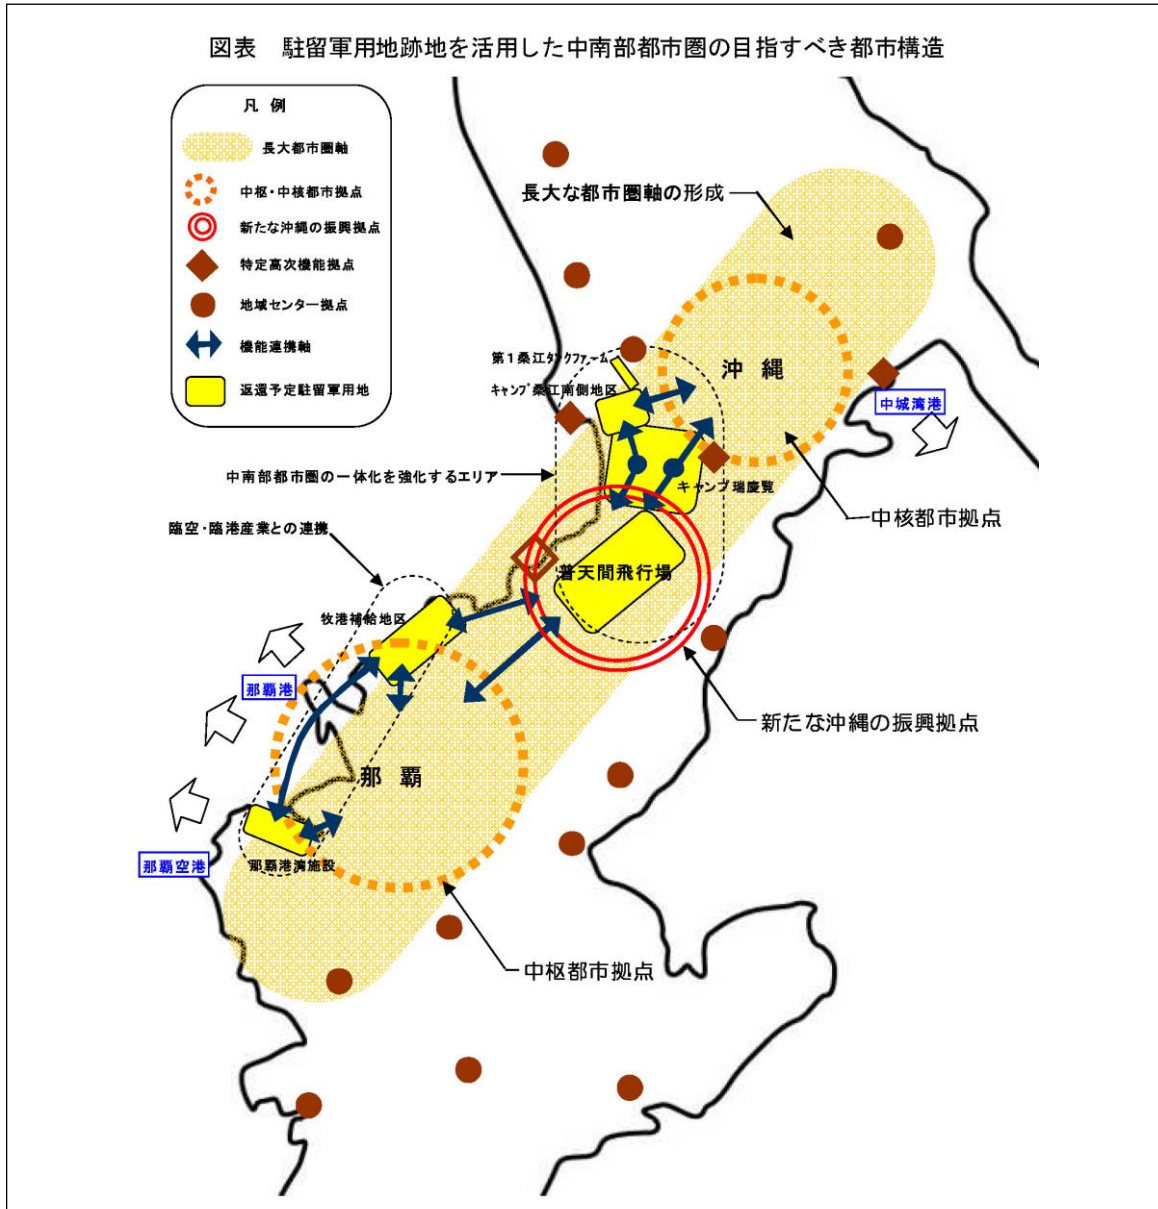 図表　駐留軍用地跡地を活用した中南部都市圏の目指すべき都市構造
凡 例
長大都市圏軸
中枢・中核都市拠点
新たな沖縄の振興拠点
特定高次機能拠点
地域センター拠点
機能連携軸
返還予定駐留軍用地
長大な都市圏軸の形成
第1桑江タンクファーム
沖 縄
キャンプ桑江南側地区
中城湾港
中南部都市圏の一体化を強化するエリア
キャンプ瑞慶覧
中核都市拠点
臨空・臨港産業との連携
普天間飛行場
牧港補給地区
那覇港
新たな沖縄の振興拠点
那 覇
那覇空港
那覇港湾施設
中枢都市拠点